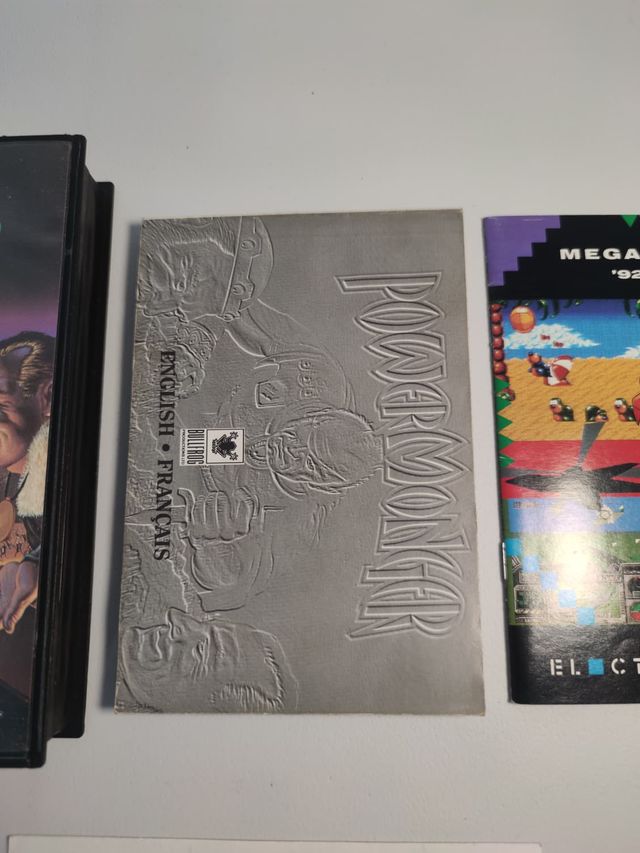 POWERMONGER
BULLFROG
ENGLISH • FRANÇAIS
MEGA
'92
EL CT